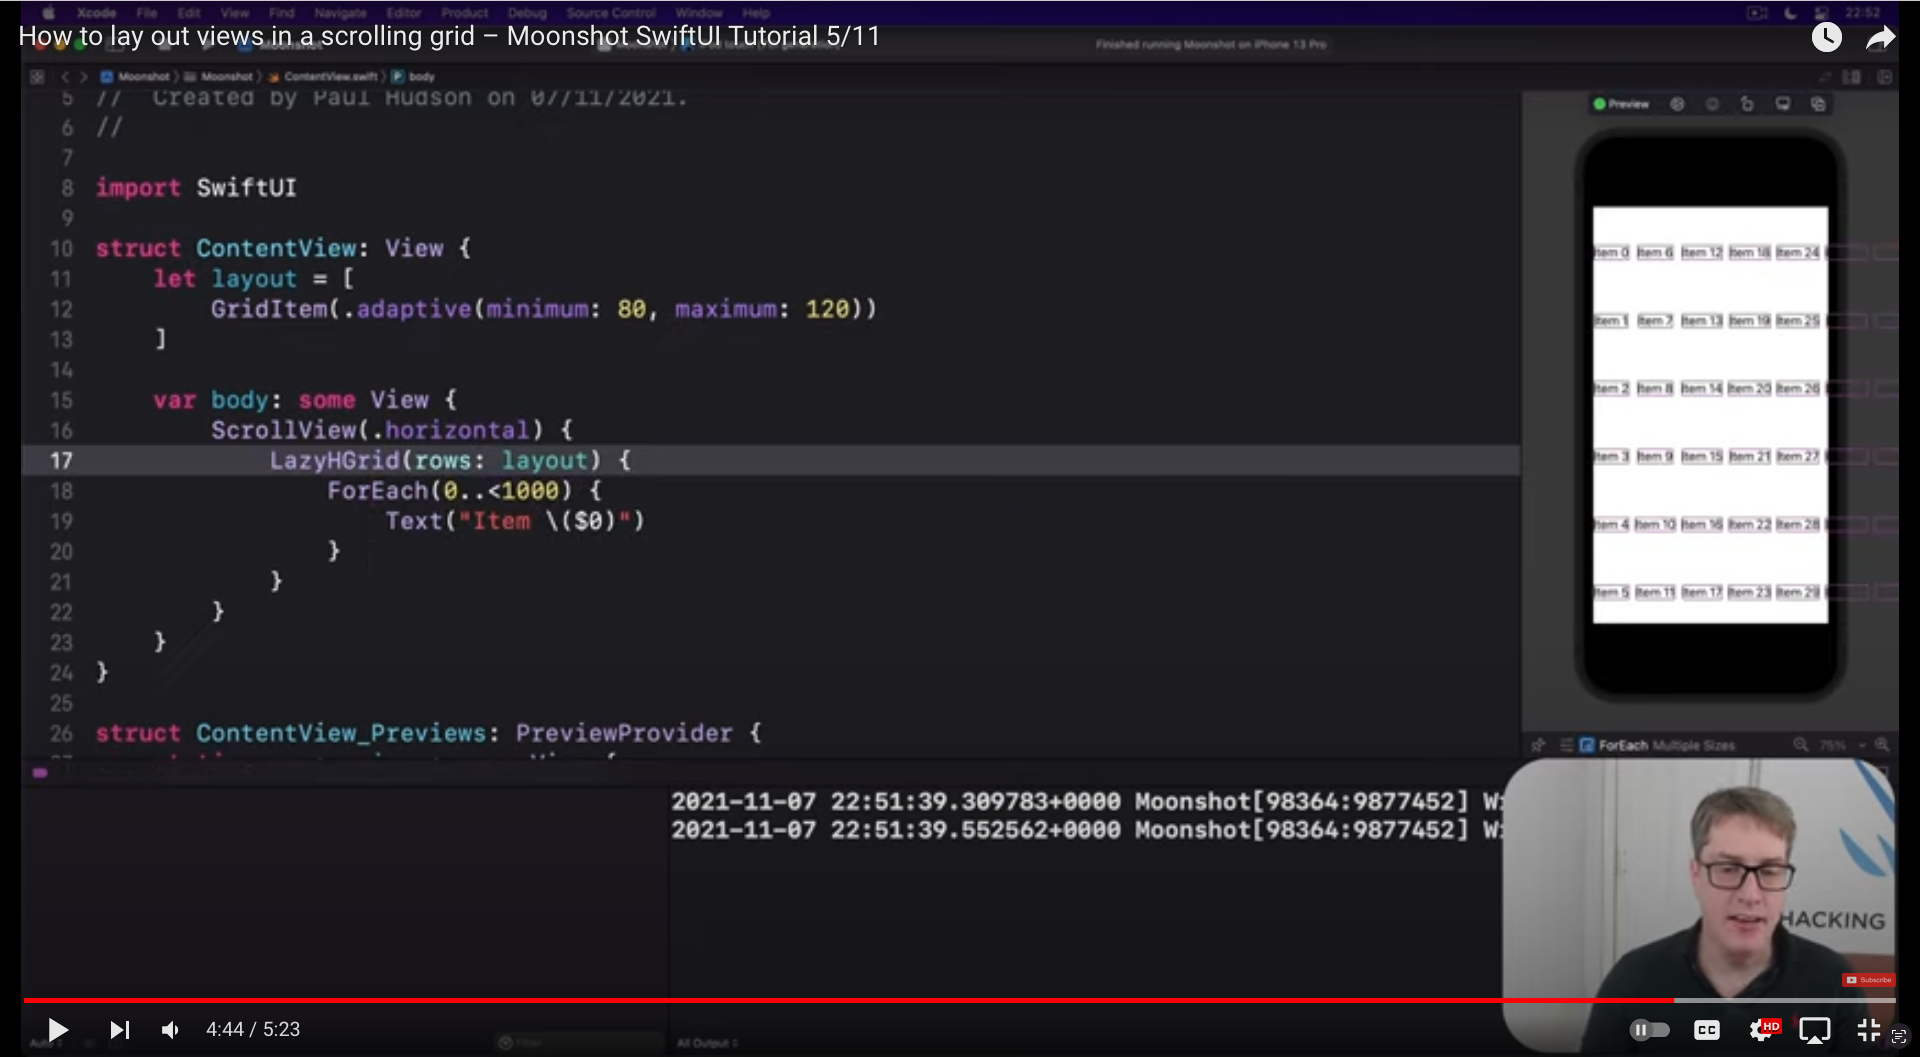 Xcode File Edit View Find Navigate Editor Product Debug Source Control Window Help 22:52
How to lay out views in a scrolling grid – Moonshot SwiftUI Tutorial 5/11
Finished running Moonshot on iPhone 13 Pro
Moonshot Moonshot ContentView.swift body
5 // Created by Paul Hudson on 07/11/2021.
6 //
7
8 import SwiftUI
9
10 struct ContentView: View {
11 let layout = [
12 GridItem(.adaptive(minimum: 80, maximum: 120))
13 ]
14
15 var body: some View {
16 ScrollView(.horizontal) {
17 LazyHGrid(rows: layout) {
18 ForEach(0..<1000) {
19 Text("Item \($0)")
20 }
21 }
22 }
23 }
24 }
25
26 struct ContentView_Previews: PreviewProvider {
Preview
Item 0 Item 6 Item 12 Item 18 Item 24
Item 1 Item 7 Item 13 Item 19 Item 25
Item 2 Item 8 Item 14 Item 20 Item 26
Item 3 Item 9 Item 15 Item 21 Item 27
Item 4 Item 10 Item 16 Item 22 Item 28
Item 5 Item 11 Item 17 Item 23 Item 29
ForEach Multiple Sizes 75%
2021-11-07 22:51:39.309783+0000 Moonshot[98364:9877452] W
2021-11-07 22:51:39.552562+0000 Moonshot[98364:9877452] W
HACKING
Subscribe
4:44 / 5:23
CC
HD
Auto
Filter
All Output